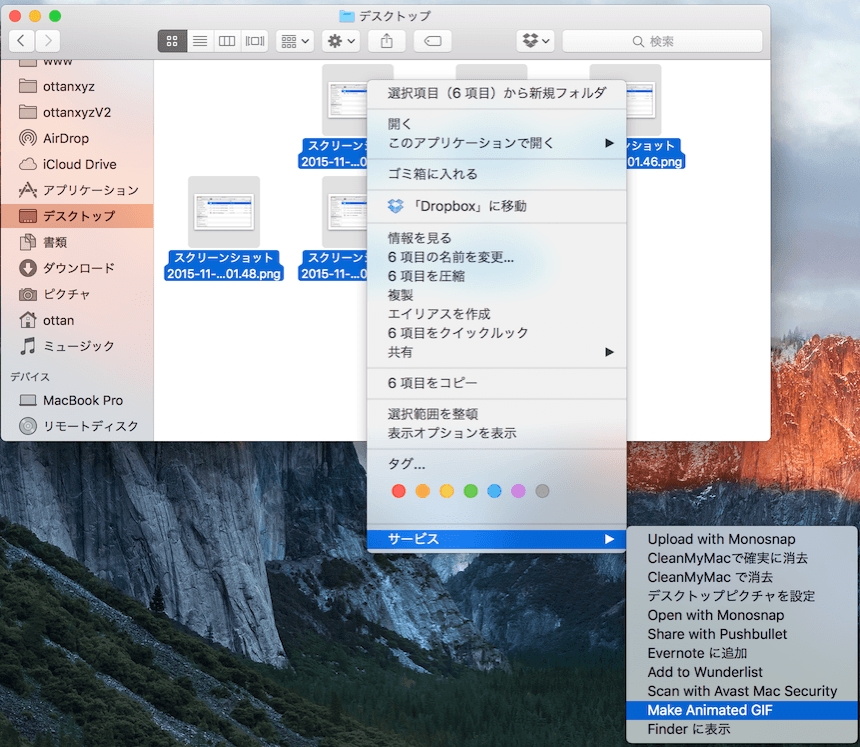 デスクトップ
検索
www
ottanxyz
ottanxyzV2
AirDrop
iCloud Drive
アプリケーション
デスクトップ
書類
ダウンロード
ピクチャ
ottan
ミュージック
デバイス
MacBook Pro
リモートディスク
スクリーン
2015-11-...0
ンショット
01.46.png
スクリーンショット
2015-11-...01.48.png
スクリーン
2015-11-...0
選択項目（6 項目）から新規フォルダ
開く
このアプリケーションで開く
ゴミ箱に入れる
「Dropbox」に移動
情報を見る
6 項目の名前を変更...
6 項目を圧縮
複製
エイリアスを作成
6 項目をクイックルック
共有
6 項目をコピー
選択範囲を整頓
表示オプションを表示
タグ...
サービス
Upload with Monosnap
CleanMyMacで確実に消去
CleanMyMac で消去
デスクトップピクチャを設定
Open with Monosnap
Share with Pushbullet
Evernote に追加
Add to Wunderlist
Scan with Avast Mac Security
Make Animated GIF
Finder に表示